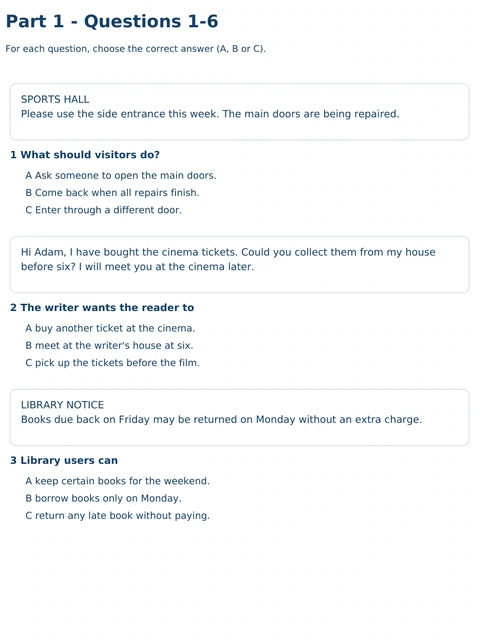 Part 1 - Questions 1-6
For each question, choose the correct answer (A, B or C).
SPORTS HALL
Please use the side entrance this week. The main doors are being repaired.
1 What should visitors do?
A Ask someone to open the main doors.
B Come back when all repairs finish.
C Enter through a different door.
Hi Adam, I have bought the cinema tickets. Could you collect them from my house
before six? I will meet you at the cinema later.
2 The writer wants the reader to
A buy another ticket at the cinema.
B meet at the writer's house at six.
C pick up the tickets before the film.
LIBRARY NOTICE
Books due back on Friday may be returned on Monday without an extra charge.
3 Library users can
A keep certain books for the weekend.
B borrow books only on Monday.
C return any late book without paying.